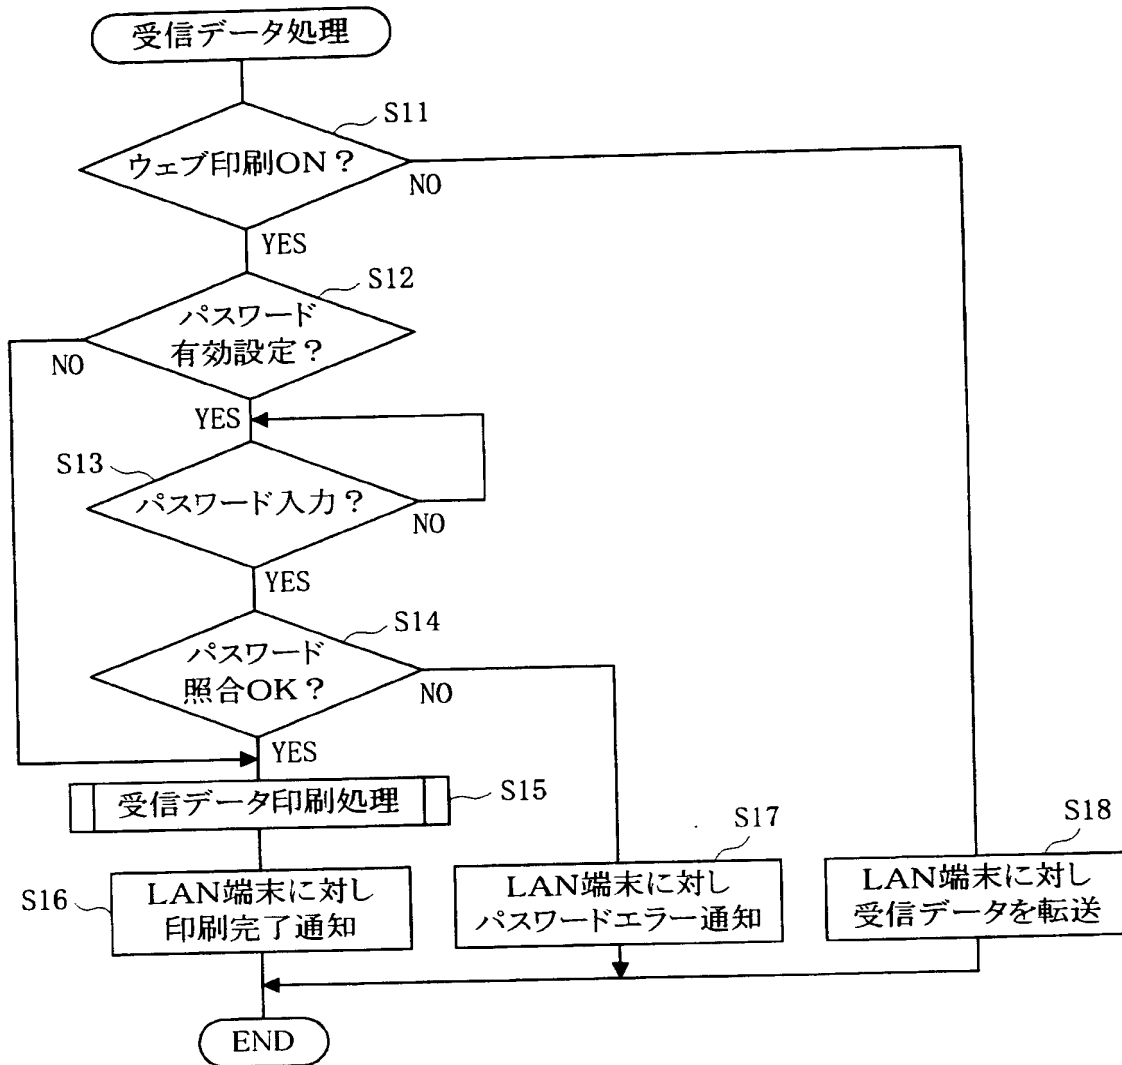 受信データ処理
S11
ウェブ印刷ON？
NO
YES
S12
パスワード
有効設定？
NO
YES
S13
パスワード入力？
NO
YES
S14
パスワード
照合OK？
NO
YES
受信データ印刷処理
S15
S16
LAN端末に対し
印刷完了通知
S17
LAN端末に対し
パスワードエラー通知
S18
LAN端末に対し
受信データを転送
END